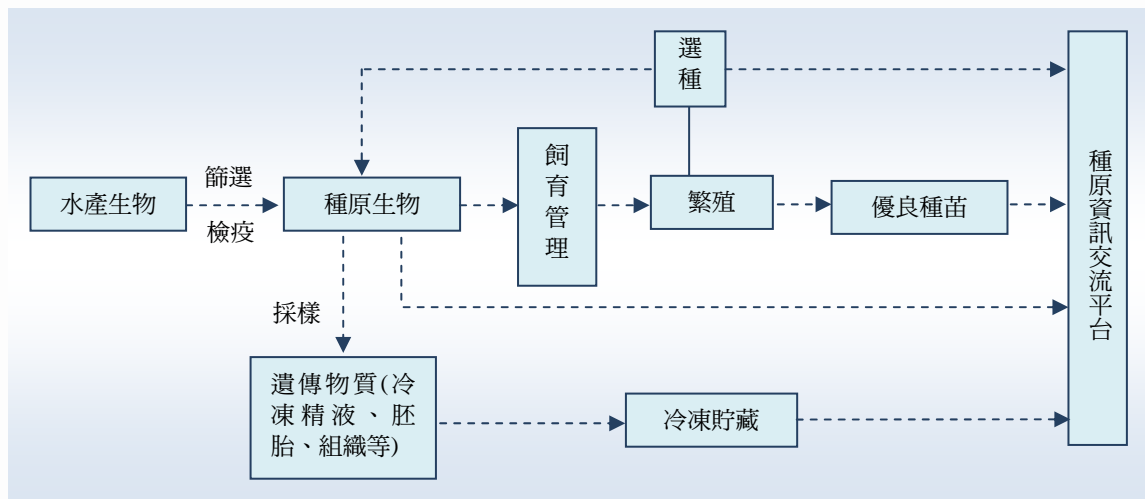 選種
水產生物
篩選
檢疫
種原生物
飼育管理
繁殖
優良種苗
種原資訊交流平台
採樣
遺傳物質(冷
凍精液、胚
胎、組織等)
冷凍貯藏